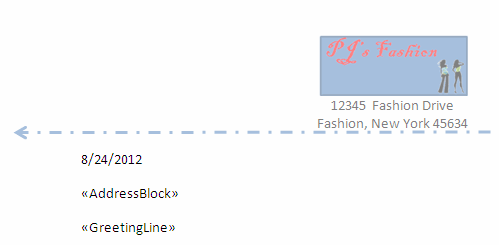 PJ's Fashion
12345 Fashion Drive
Fashion, New York 45634
8/24/2012
«AddressBlock»
«GreetingLine»